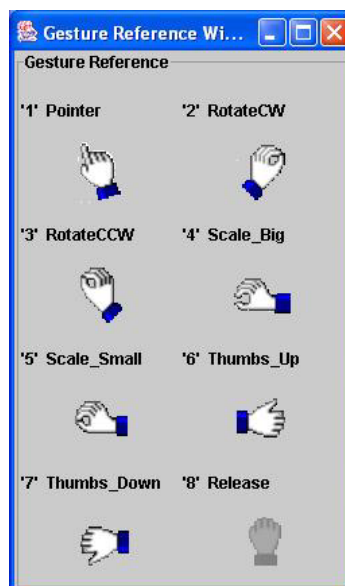 Gesture Reference Wi...
Gesture Reference
'1' Pointer '2' RotateCW
'3' RotateCCW '4' Scale_Big
'5' Scale_Small '6' Thumbs_Up
'7' Thumbs_Down '8' Release